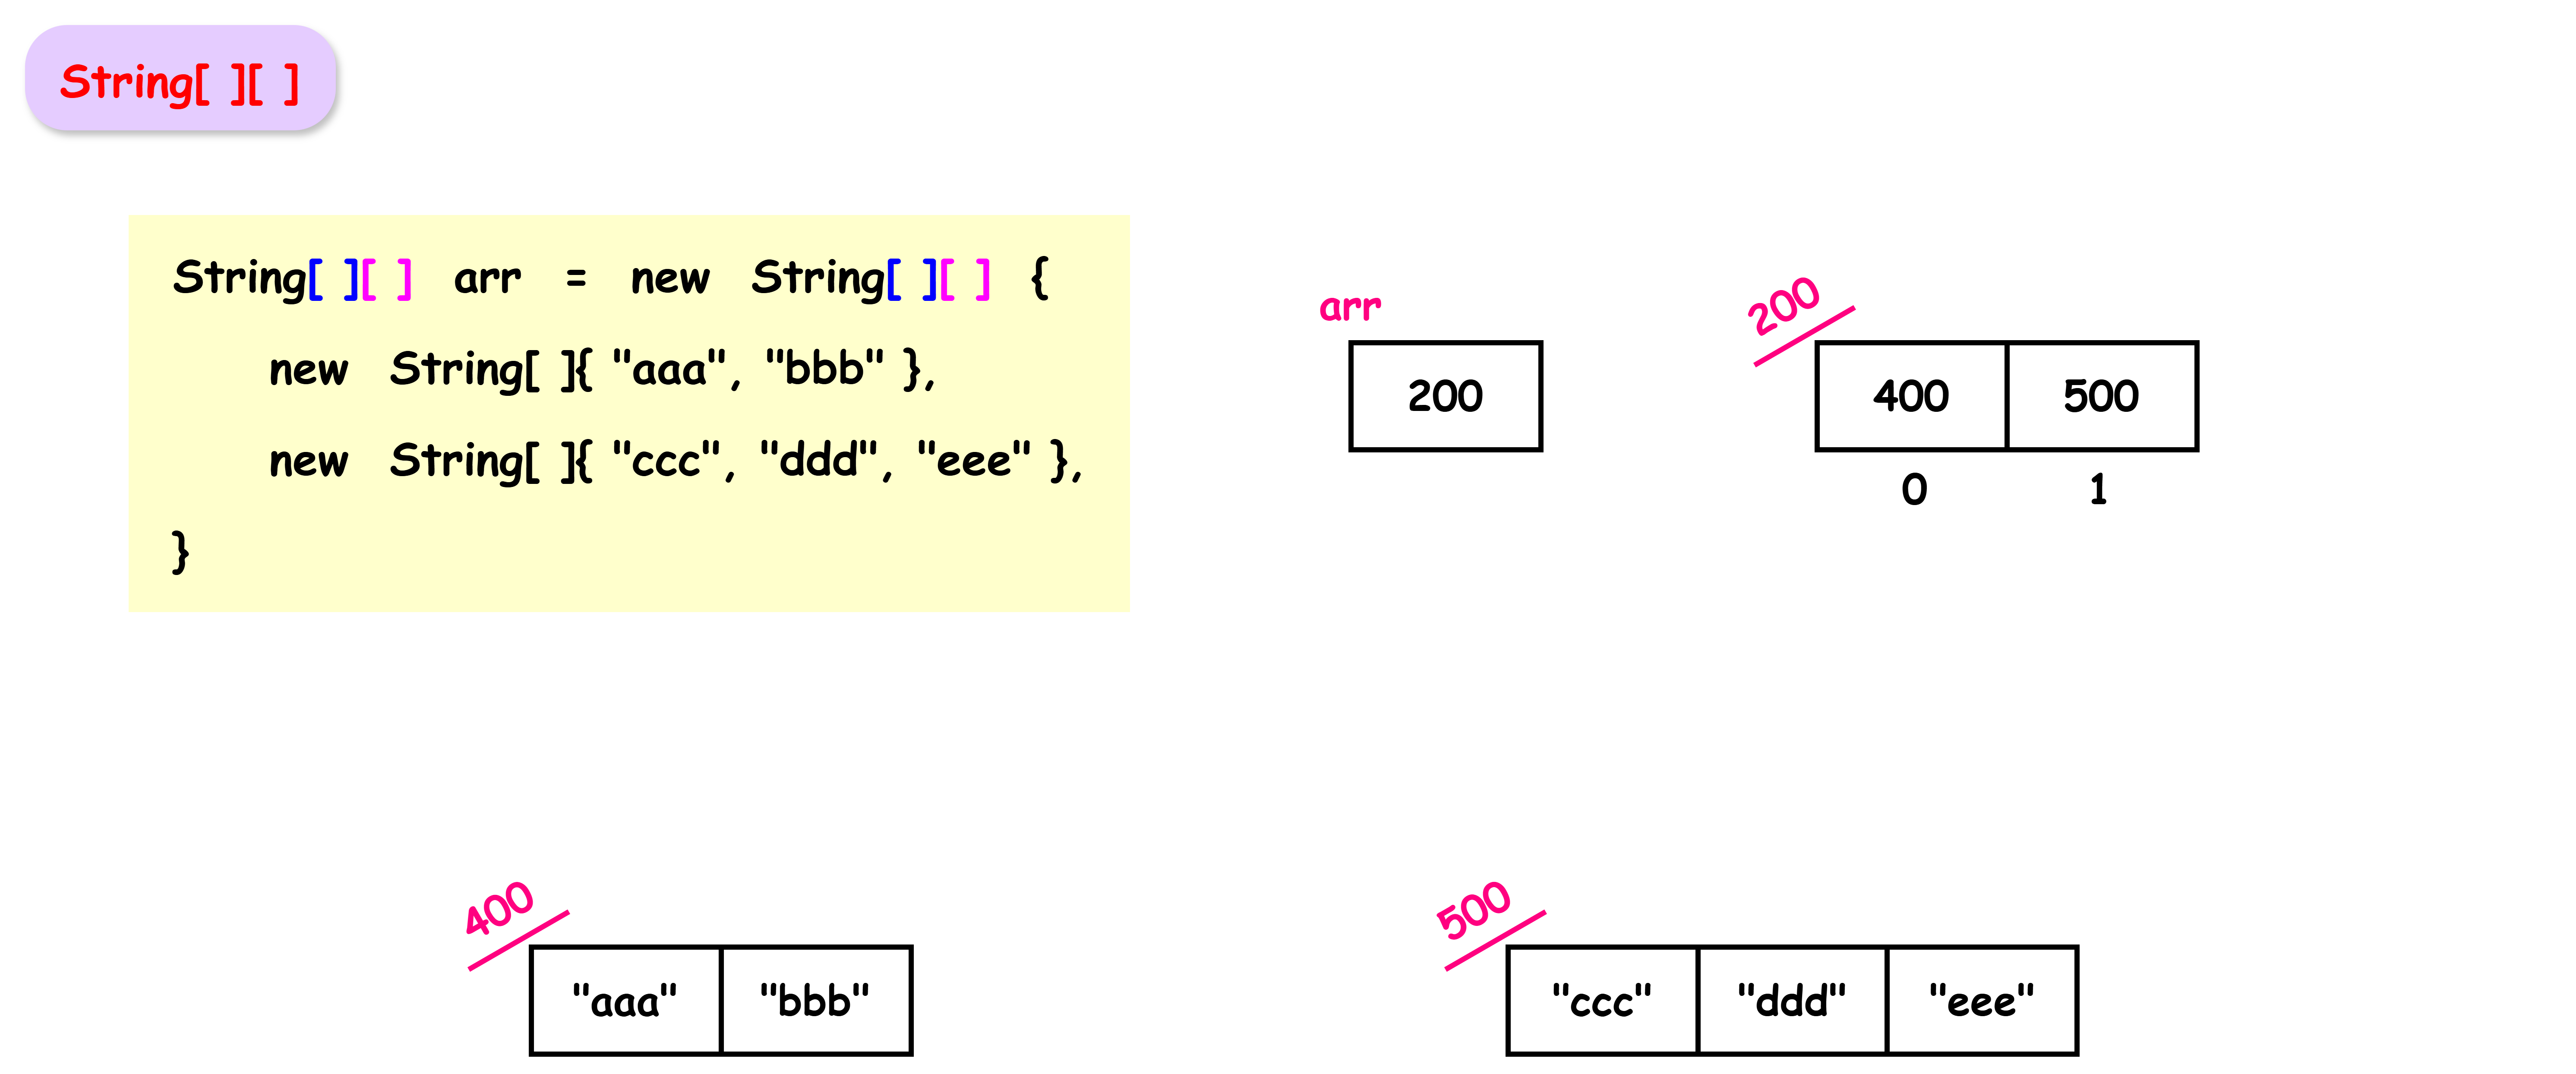 String[ ][ ]
String[ ][ ] arr = new String[ ][ ] {
new String[ ]{ "aaa", "bbb" },
new String[ ]{ "ccc", "ddd", "eee" },
}
arr
200
200
400 500
0 1
400
"aaa" "bbb"
500
"ccc" "ddd" "eee"